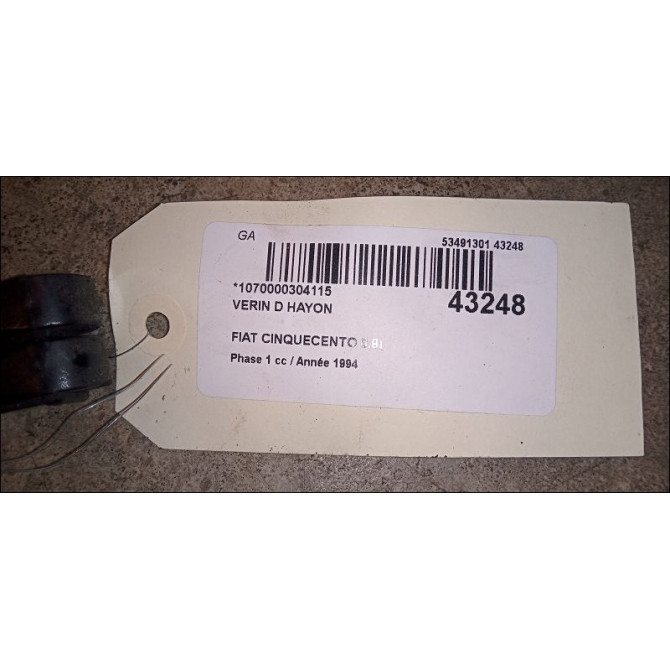 GA
53491301 43248
*1070000304115
43248
VERIN D HAYON
FIAT CINQUECENTO
Phase 1 cc / Année 1994